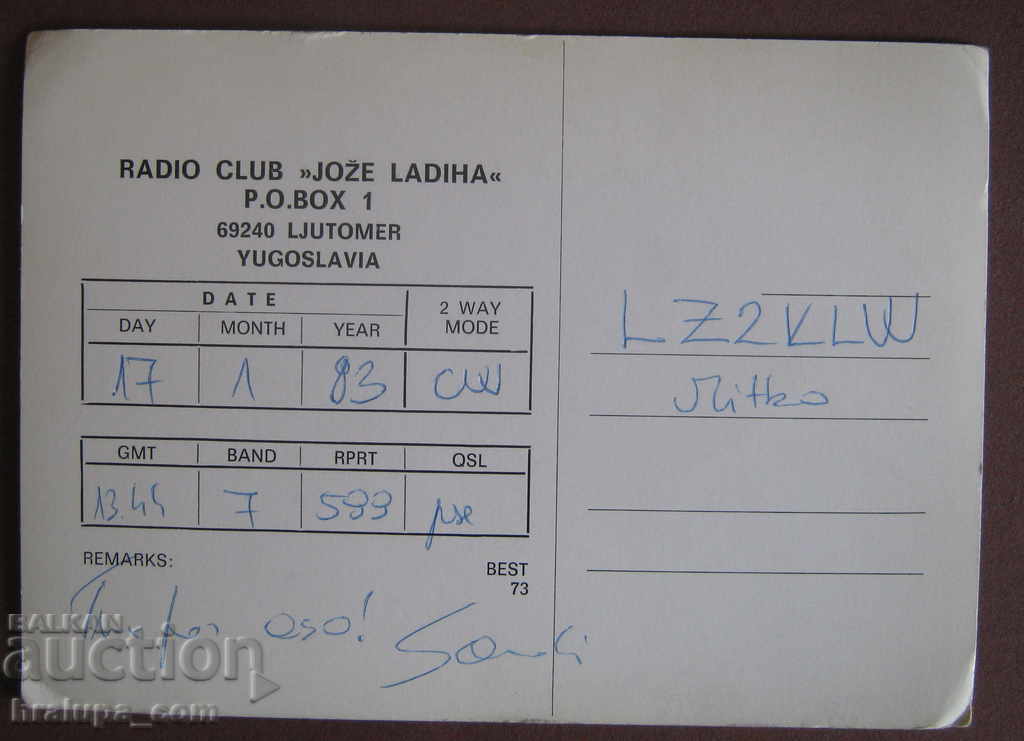 RADIO CLUB »JOŽE LADIHA«
P.O.BOX 1
69240 LJUTOMER
YUGOSLAVIA
DATE
2 WAY MODE
DAY MONTH YEAR
17 1 83 CW
GMT BAND RPRT QSL
13.44 7 599 pse
REMARKS:
BEST
73
LZ2KLW
Mitko
BALKAN
auction
hralupa_com